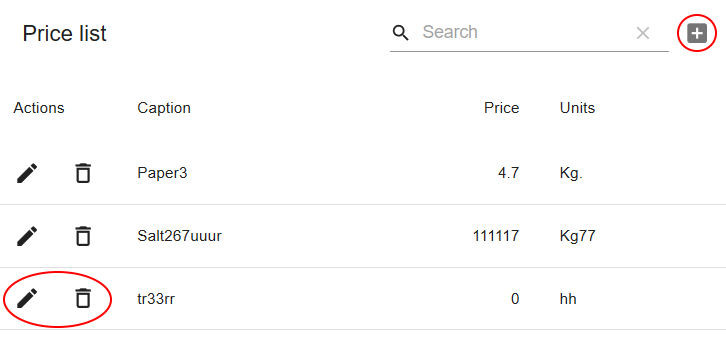 Price list Search
Actions Caption Price Units
Paper3 4.7 Kg.
Salt267uuur 111117 Kg77
tr33rr 0 hh